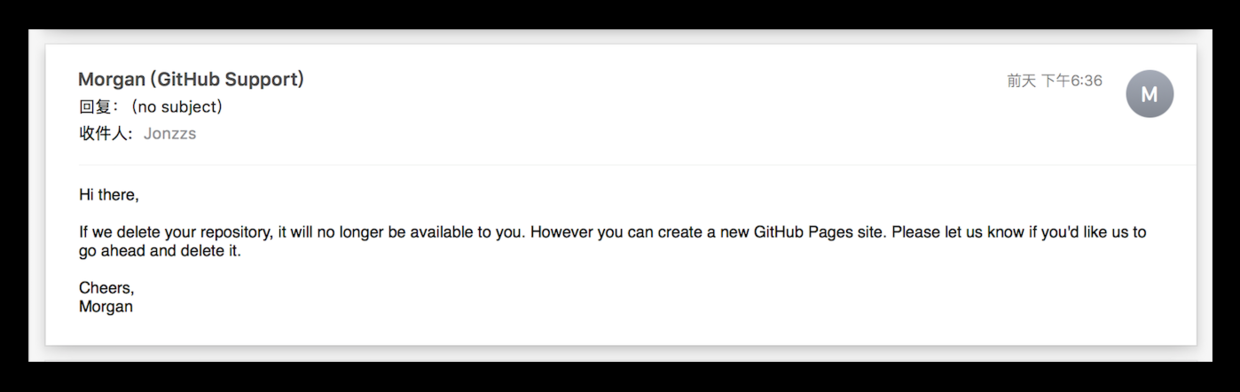 Morgan (GitHub Support)
前天 下午6:36
M
回复: (no subject)
收件人: Jonzzs
Hi there,
If we delete your repository, it will no longer be available to you. However you can create a new GitHub Pages site. Please let us know if you'd like us to
go ahead and delete it.
Cheers,
Morgan